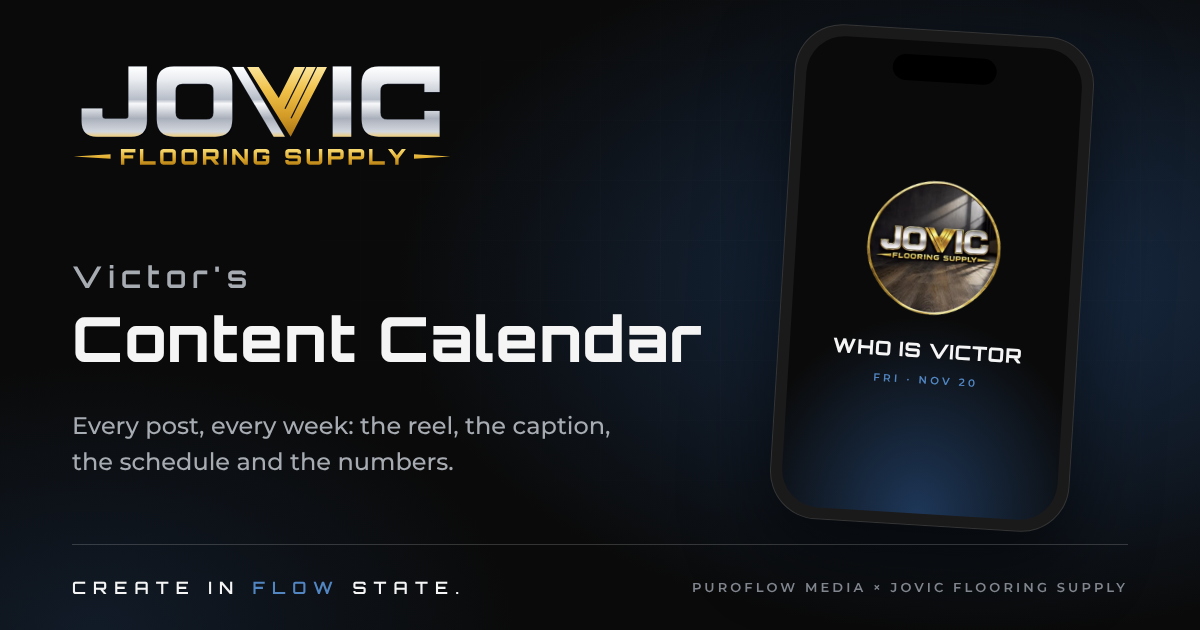 JOVIC
FLOORING SUPPLY
Victor's
Content Calendar
Every post, every week: the reel, the caption,
the schedule and the numbers.
JOVIC
FLOORING SUPPLY
WHO IS VICTOR
FRI · NOV 20
CREATE IN FLOW STATE.
PUROFLOW MEDIA × JOVIC FLOORING SUPPLY